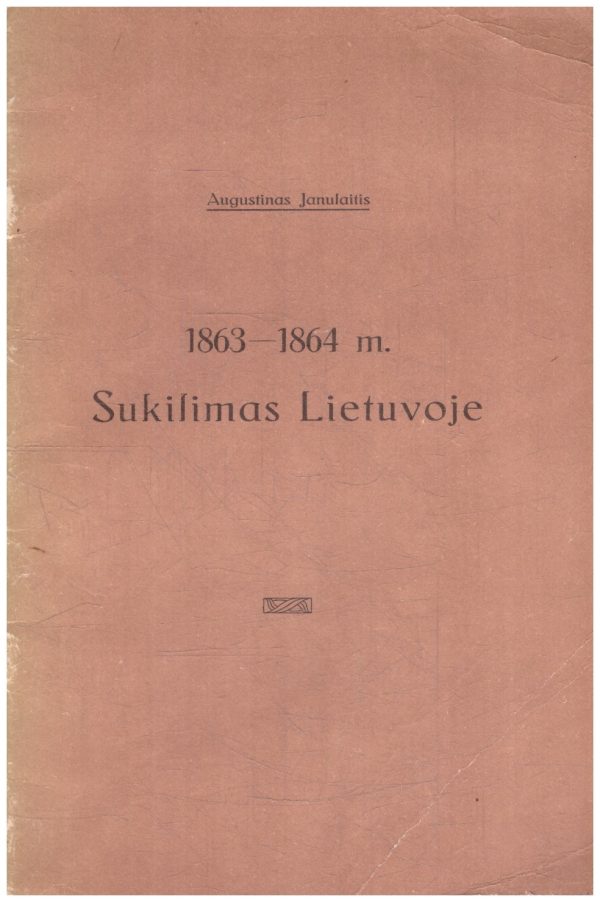 Augustinas Janulaitis
1863—1864 m.
Sukilimas Lietuvoje